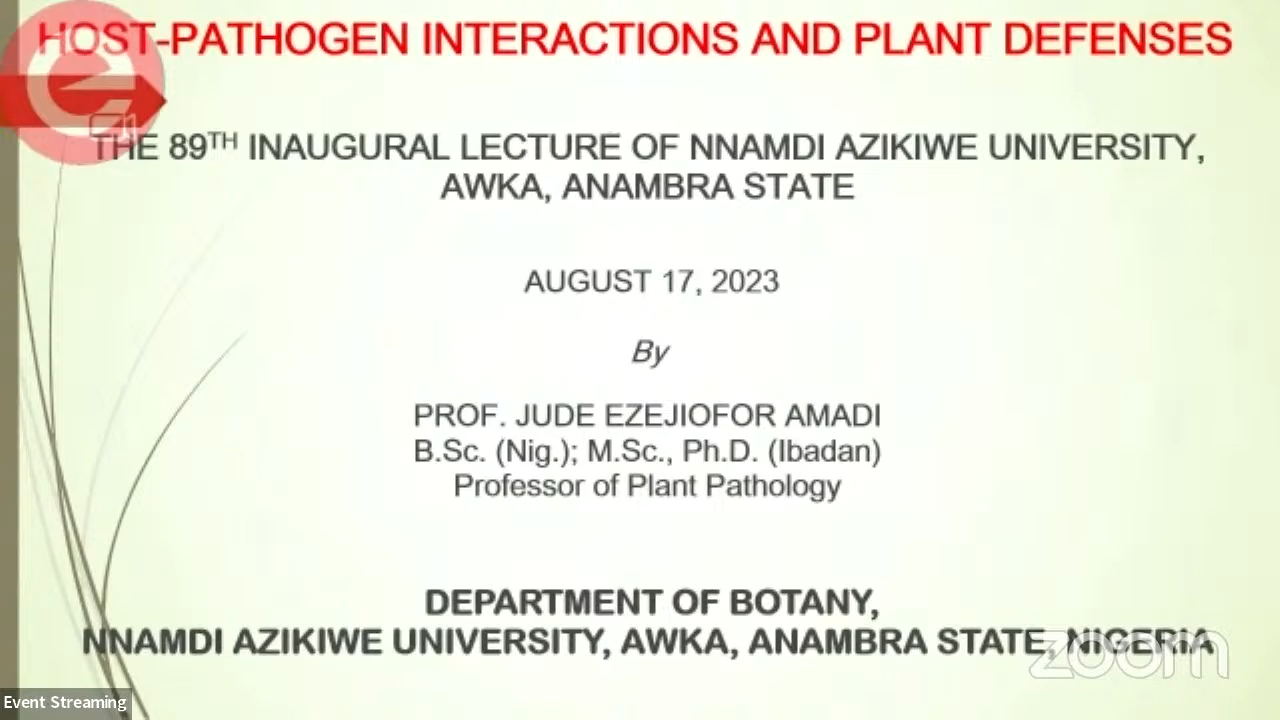 HOST-PATHOGEN INTERACTIONS AND PLANT DEFENSES
THE 89TH INAUGURAL LECTURE OF NNAMDI AZIKIWE UNIVERSITY,
AWKA, ANAMBRA STATE
AUGUST 17, 2023
By
PROF. JUDE EZEJIOFOR AMADI
B.Sc. (Nig.); M.Sc., Ph.D. (Ibadan)
Professor of Plant Pathology
DEPARTMENT OF BOTANY,
NNAMDI AZIKIWE UNIVERSITY, AWKA, ANAMBRA STATE, NIGERIA
zoom
Event Streaming